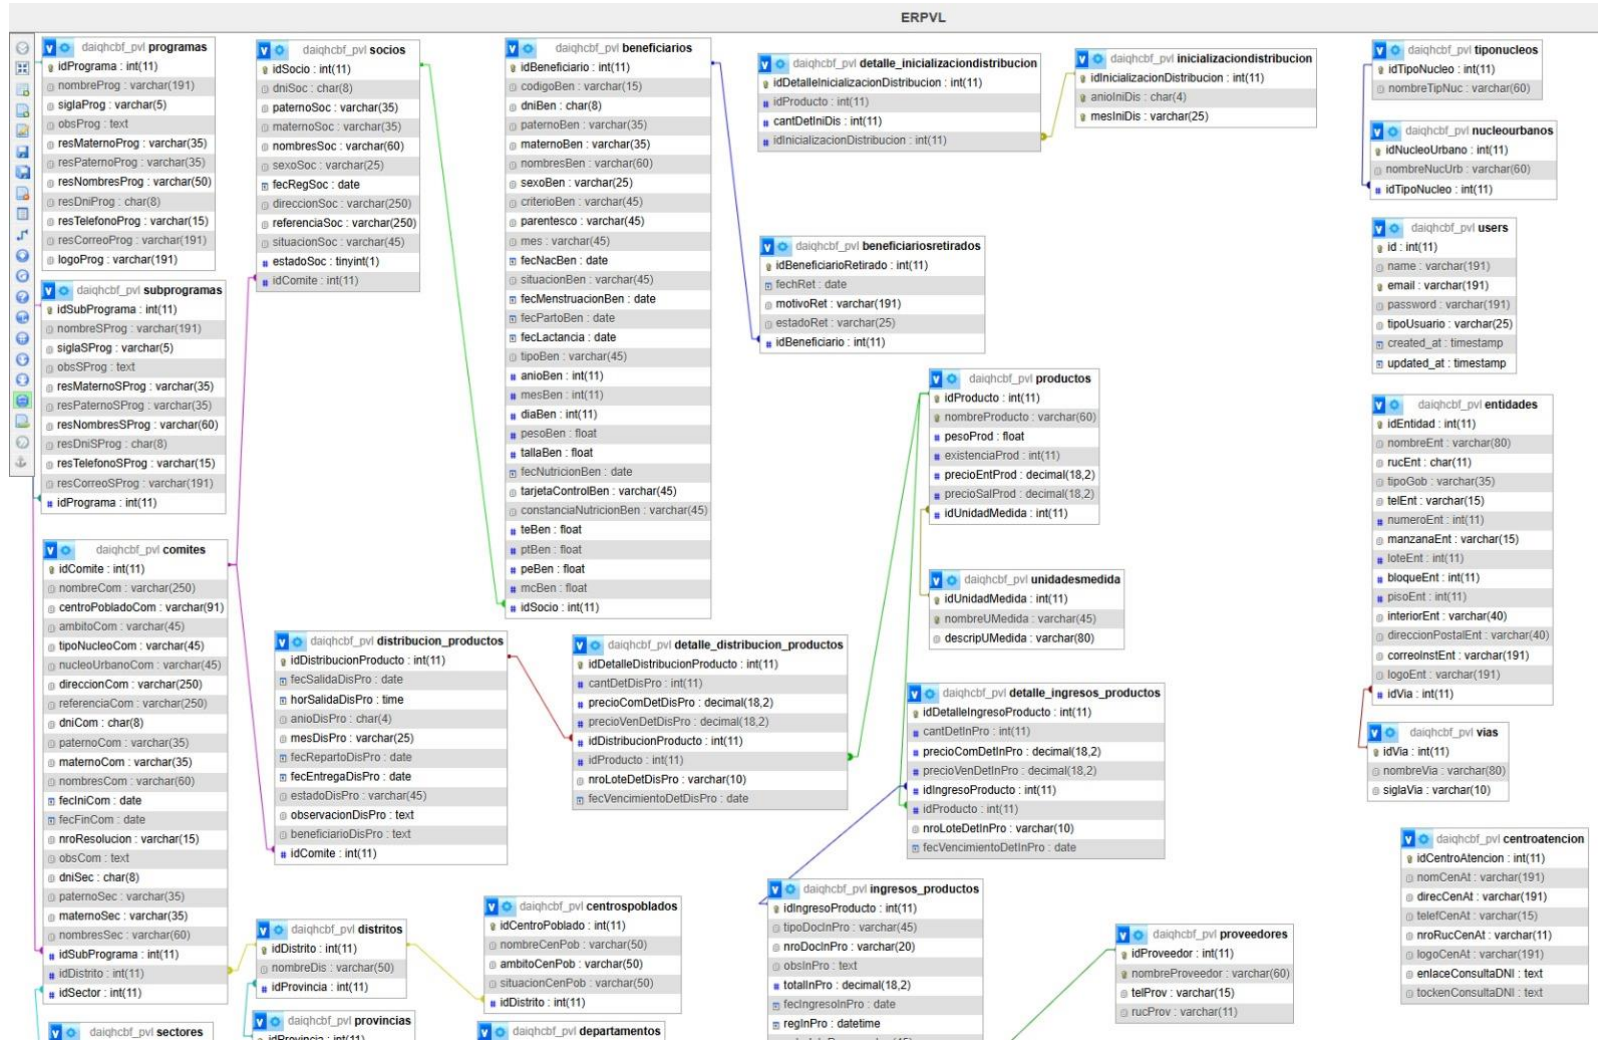 ERPVL
daiqhcbf_pvl programas
idPrograma : int(11)
nombreProg : varchar(191)
siglaProg : varchar(5)
obsProg : text
resMaternoProg : varchar(35)
resPaternoProg : varchar(35)
resNombresProg : varchar(50)
resDniProg : char(8)
resTelefonoProg : varchar(15)
resCorreoProg : varchar(191)
logoProg : varchar(191)
daiqhcbf_pvl subprogramas
idSubPrograma : int(11)
nombreSProg : varchar(191)
siglaSProg : varchar(5)
obsSProg : text
resMaternoSProg : varchar(35)
resPaternoSProg : varchar(35)
resNombresSProg : varchar(60)
resDniSProg : char(8)
resTelefonoSProg : varchar(15)
resCorreoSProg : varchar(191)
idPrograma : int(11)
daiqhcbf_pvl comites
idComite : int(11)
nombreCom : varchar(250)
centroPobladoCom : varchar(91)
ambitoCom : varchar(45)
tipoNucleoCom : varchar(45)
nucleoUrbanoCom : varchar(45)
direccionCom : varchar(250)
referenciaCom : varchar(250)
dniCom : char(8)
paternoCom : varchar(35)
maternoCom : varchar(35)
nombresCom : varchar(60)
fecIniCom : date
fecFinCom : date
nroResolucion : varchar(15)
obsCom : text
dniSec : char(8)
paternoSec : varchar(35)
maternoSec : varchar(35)
nombresSec : varchar(60)
idSubPrograma : int(11)
idDistrito : int(11)
idSector : int(11)
daiqhcbf_pvl sectores
daiqhcbf_pvl socios
idSocio : int(11)
dniSoc : char(8)
paternoSoc : varchar(35)
maternoSoc : varchar(35)
nombresSoc : varchar(60)
sexoSoc : varchar(25)
fecRegSoc : date
direccionSoc : varchar(250)
referenciaSoc : varchar(250)
situacionSoc : varchar(45)
estadoSoc : tinyint(1)
idComite : int(11)
daiqhcbf_pvl beneficiarios
idBeneficiario : int(11)
codigoBen : varchar(15)
dniBen : char(8)
paternoBen : varchar(35)
maternoBen : varchar(35)
nombresBen : varchar(60)
sexoBen : varchar(25)
criterioBen : varchar(45)
parentesco : varchar(45)
mes : varchar(45)
fecNacBen : date
situacionBen : varchar(45)
fecMenstruacionBen : date
fecPartoBen : date
fecLactancia : date
tipoBen : varchar(45)
anioBen : int(11)
mesBen : int(11)
diaBen : int(11)
pesoBen : float
tallaBen : float
fecNutricionBen : date
tarjetaControlBen : varchar(45)
constanciaNutricionBen : varchar(45)
teBen : float
ptBen : float
peBen : float
mcBen : float
idSocio : int(11)
daiqhcbf_pvl distribucion_productos
idDistribucionProducto : int(11)
fecSalidaDisPro : date
horSalidaDisPro : time
anioDisPro : char(4)
mesDisPro : varchar(25)
fecRepartoDisPro : date
fecEntregaDisPro : date
estadoDisPro : varchar(45)
observacionDisPro : text
beneficiarioDisPro : text
idComite : int(11)
daiqhcbf_pvl detalle_distribucion_productos
idDetalleDistribucionProducto : int(11)
cantDetDisPro : int(11)
precioComDetDisPro : decimal(18,2)
precioVenDetDisPro : decimal(18,2)
idDistribucionProducto : int(11)
idProducto : int(11)
nroLoteDetDisPro : varchar(10)
fecVencimientoDetDisPro : date
daiqhcbf_pvl distritos
idDistrito : int(11)
nombreDis : varchar(50)
idProvincia : int(11)
daiqhcbf_pvl provincias
idProvincia : int(11)
daiqhcbf_pvl centrospoblados
idCentroPoblado : int(11)
nombreCenPob : varchar(50)
ambitoCenPob : varchar(50)
situacionCenPob : varchar(50)
idDistrito : int(11)
daiqhcbf_pvl departamentos
daiqhcbf_pvl detalle_inicializaciondistribucion
idDetalleInicializacionDistribucion : int(11)
idProducto : int(11)
cantDetIniDis : int(11)
idInicializacionDistribucion : int(11)
daiqhcbf_pvl inicializaciondistribucion
idInicializacionDistribucion : int(11)
anioIniDis : char(4)
mesIniDis : varchar(25)
daiqhcbf_pvl beneficiariosretirados
idBeneficiarioRetirado : int(11)
fechRet : date
motivoRet : varchar(191)
estadoRet : varchar(25)
idBeneficiario : int(11)
daiqhcbf_pvl productos
idProducto : int(11)
nombreProducto : varchar(60)
pesoProd : float
existenciaProd : int(11)
precioEntProd : decimal(18,2)
precioSalProd : decimal(18,2)
idUnidadMedida : int(11)
daiqhcbf_pvl unidadesmedida
idUnidadMedida : int(11)
nombreUMedida : varchar(45)
descripUMedida : varchar(80)
daiqhcbf_pvl detalle_ingresos_productos
idDetalleIngresoProducto : int(11)
cantDetInPro : int(11)
precioComDetInPro : decimal(18,2)
precioVenDetInPro : decimal(18,2)
idIngresoProducto : int(11)
idProducto : int(11)
nroLoteDetInPro : varchar(10)
fecVencimientoDetInPro : date
daiqhcbf_pvl ingresos_productos
idIngresoProducto : int(11)
tipoDocInPro : varchar(45)
nroDocInPro : varchar(20)
obsInPro : text
totalInPro : decimal(18,2)
fecIngresoInPro : date
regInPro : datetime
daiqhcbf_pvl proveedores
idProveedor : int(11)
nombreProveedor : varchar(60)
telProv : varchar(15)
rucProv : varchar(11)
daiqhcbf_pvl tiponucleos
idTipoNucleo : int(11)
nombreTipNuc : varchar(60)
daiqhcbf_pvl nucleourbanos
idNucleoUrbano : int(11)
nombreNucUrb : varchar(60)
idTipoNucleo : int(11)
daiqhcbf_pvl users
id : int(11)
name : varchar(191)
email : varchar(191)
password : varchar(191)
tipoUsuario : varchar(25)
created_at : timestamp
updated_at : timestamp
daiqhcbf_pvl entidades
idEntidad : int(11)
nombreEnt : varchar(80)
rucEnt : char(11)
tipoGob : varchar(35)
telEnt : varchar(15)
numeroEnt : int(11)
manzanaEnt : varchar(15)
loteEnt : int(11)
bloqueEnt : int(11)
pisoEnt : int(11)
interiorEnt : varchar(40)
direccionPostalEnt : varchar(40)
correoInstEnt : varchar(191)
logoEnt : varchar(191)
idVia : int(11)
daiqhcbf_pvl vias
idVia : int(11)
nombreVia : varchar(80)
siglaVia : varchar(10)
daiqhcbf_pvl centroatencion
idCentroAtencion : int(11)
nomCenAt : varchar(191)
direcCenAt : varchar(191)
telefCenAt : varchar(15)
nroRucCenAt : varchar(11)
logoCenAt : varchar(191)
enlaceConsultaDNI : text
tockenConsultaDNI : text